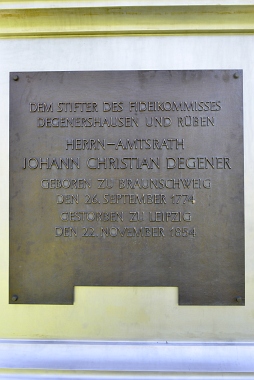 DEM STIFTER DES FIDEIKOMMISSES
DEGENERSHAUSEN UND RÜBEN
HERRN-AMTSRATH
JOHANN CHRISTIAN DEGENER
GEBOREN ZU BRAUNSCHWEIG
DEN 26. SEPTEMBER 1774
GESTORBEN ZU LEIPZIG
DEN 22. NOVEMBER 1854.